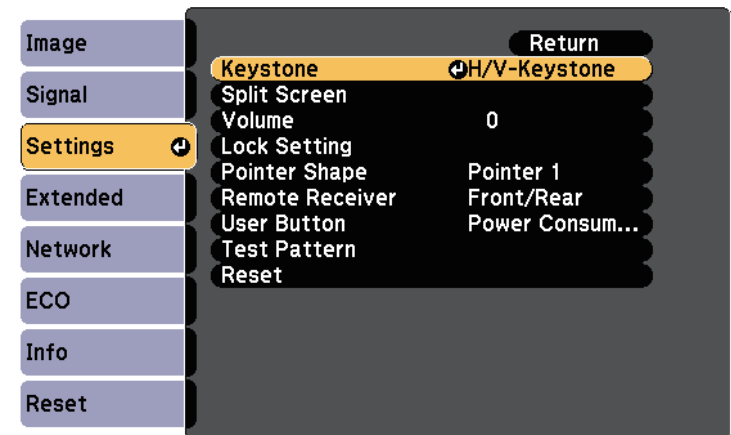 Image
Signal
Settings
Extended
Network
ECO
Info
Reset
Return
Keystone H/V-Keystone
Split Screen
Volume 0
Lock Setting
Pointer Shape Pointer 1
Remote Receiver Front/Rear
User Button Power Consum...
Test Pattern
Reset